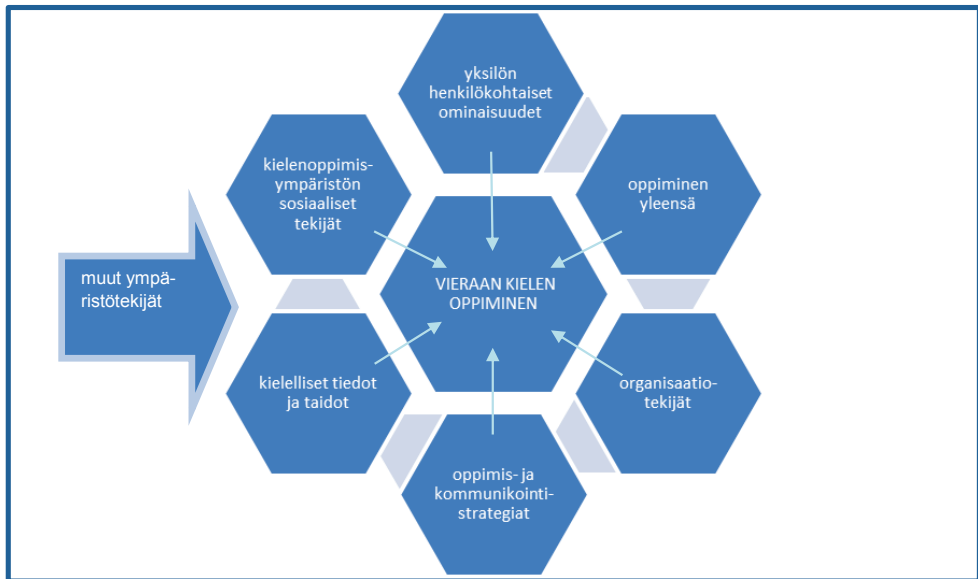 yksilön
henkilökohtaiset
ominaisuudet
kielenoppimis-
ympäristön
sosiaaliset
tekijät
oppiminen
yleensä
muut ympä-
ristötekijät
VIERAAN KIELEN
OPPIMINEN
kielelliset tiedot
ja taidot
organisaatio-
tekijät
oppimis- ja
kommunikointi-
strategiat